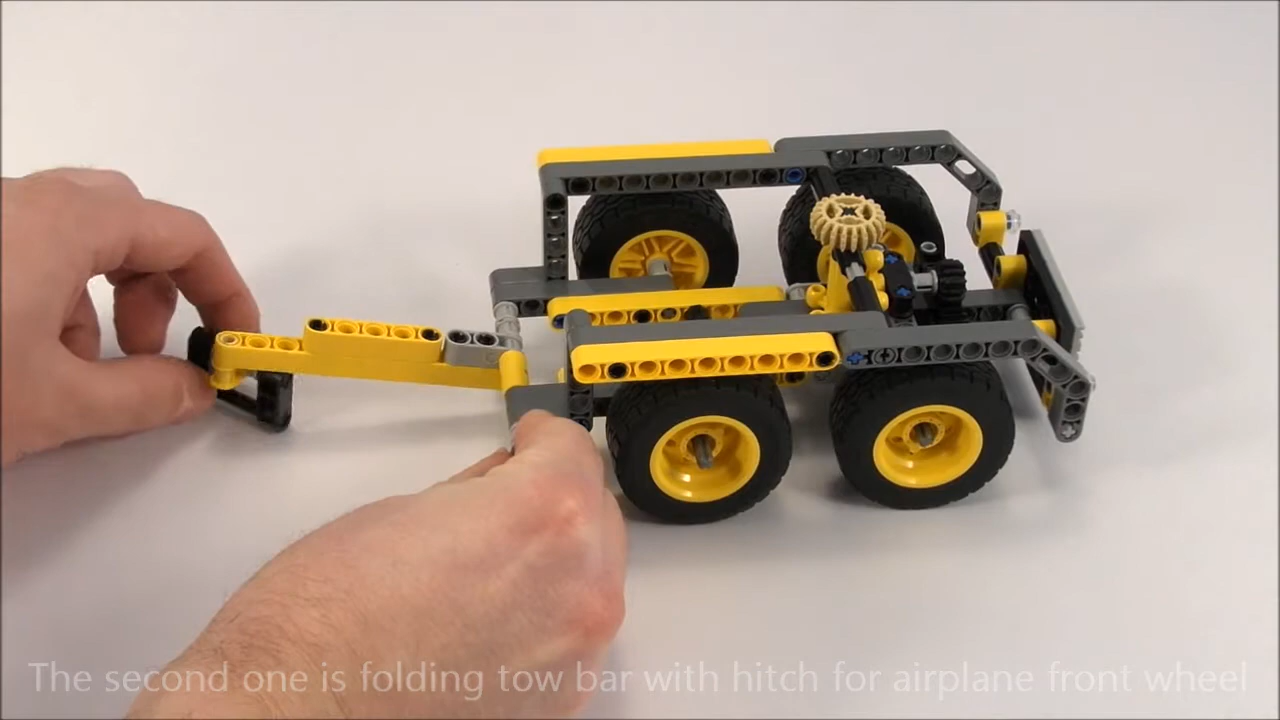 The second one is folding tow bar with hitch for airplane front wheel